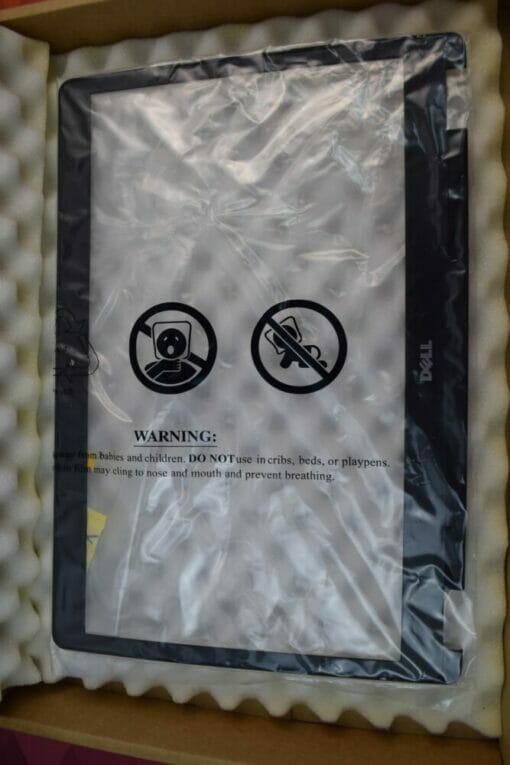 WARNING:
from babies and children. DO NOT use in cribs, beds, or playpens.
film may cling to nose and mouth and prevent breathing.
DELL